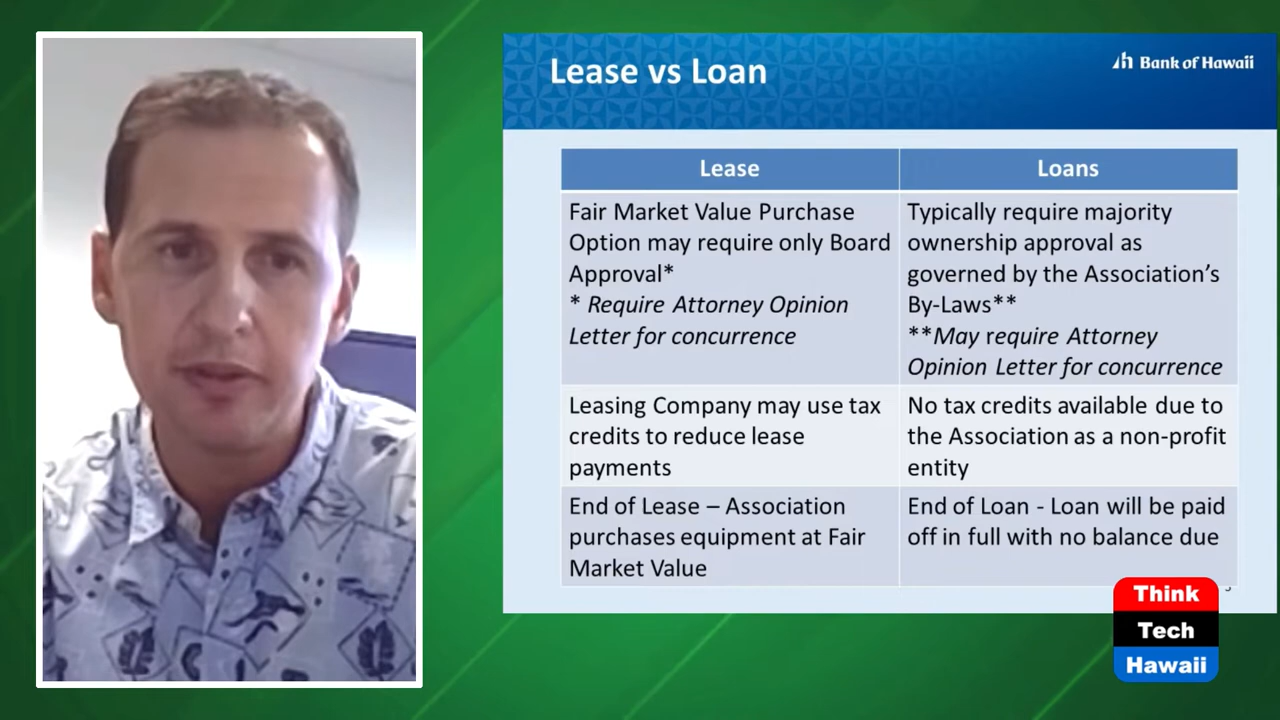 Lease vs Loan
Bank of Hawaii
Lease
Loans
Fair Market Value Purchase
Option may require only Board
Approval*
* Require Attorney Opinion
Letter for concurrence
Typically require majority
ownership approval as
governed by the Association’s
By-Laws**
**May require Attorney
Opinion Letter for concurrence
Leasing Company may use tax
credits to reduce lease
payments
No tax credits available due to
the Association as a non-profit
entity
End of Lease – Association
purchases equipment at Fair
Market Value
End of Loan - Loan will be paid
off in full with no balance due
Think
Tech
Hawaii